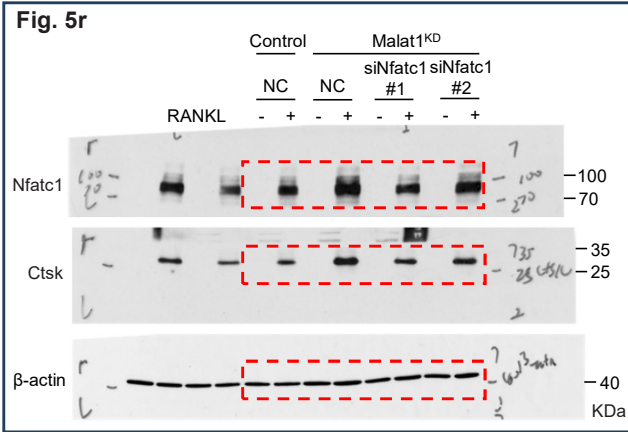 Fig. 5r
Control Malat1ᴷᴰ
NC NC siNfatc1 #1 siNfatc1 #2
RANKL - + - + - + - +
Nfatc1
100
70
100
100
70
Ctsk
35
35
25
β-actin
40
KDa